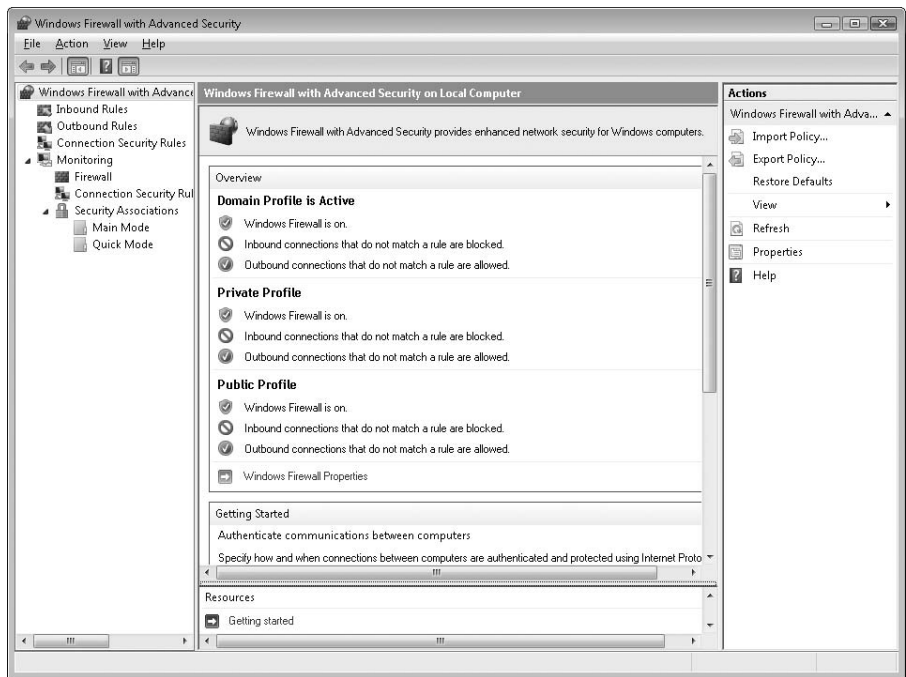 Windows Firewall with Advanced Security
File Action View Help
Windows Firewall with Advance
Inbound Rules
Outbound Rules
Connection Security Rules
Monitoring
Firewall
Connection Security Rul
Security Associations
Main Mode
Quick Mode
Windows Firewall with Advanced Security on Local Computer
Windows Firewall with Advanced Security provides enhanced network security for Windows computers.
Overview
Domain Profile is Active
Windows Firewall is on.
Inbound connections that do not match a rule are blocked.
Outbound connections that do not match a rule are allowed.
Private Profile
Windows Firewall is on.
Inbound connections that do not match a rule are blocked.
Outbound connections that do not match a rule are allowed.
Public Profile
Windows Firewall is on.
Inbound connections that do not match a rule are blocked.
Outbound connections that do not match a rule are allowed.
Windows Firewall Properties
Getting Started
Authenticate communications between computers
Specify how and when connections between computers are authenticated and protected using Internet Proto
Resources
Getting started
Actions
Windows Firewall with Adva...
Import Policy...
Export Policy...
Restore Defaults
View
Refresh
Properties
Help